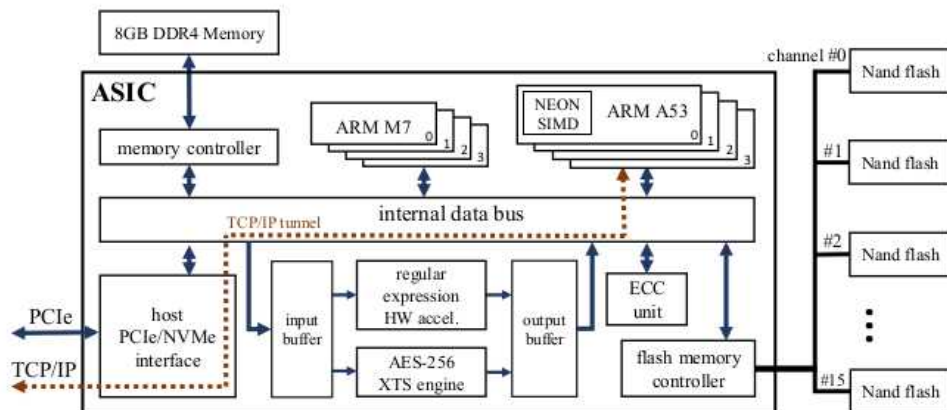 8GB DDR4 Memory
channel #0
Nand flash
ASIC
NEON
SIMD
ARM A53
0
1
2
3
ARM M7
0
1
2
3
memory controller
#1
Nand flash
internal data bus
TCP/IP tunnel
#2
Nand flash
host
PCIe/NVMe
interface
input
buffer
regular
expression
HW accel.
AES-256
XTS engine
output
buffer
ECC
unit
flash memory
controller
PCIe
TCP/IP
#15
Nand flash